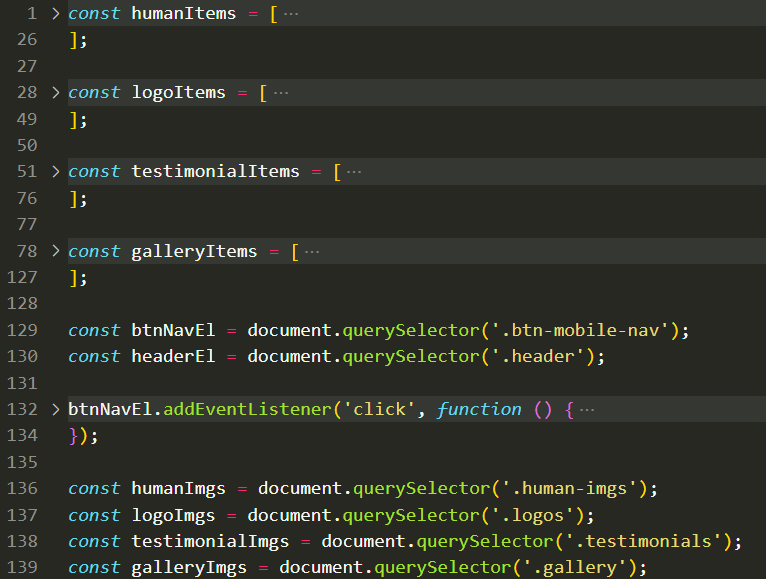 1 > const humanItems = [ ···
26 ];
27
28 > const logoItems = [ ···
49 ];
50
51 > const testimonialItems = [ ···
76 ];
77
78 > const galleryItems = [ ···
127 ];
128
129 const btnNavEl = document.querySelector('.btn-mobile-nav');
130 const headerEl = document.querySelector('.header');
131
132 > btnNavEl.addEventListener('click', function () { ···
134 });
135
136 const humanImgs = document.querySelector('.human-imgs');
137 const logoImgs = document.querySelector('.logos');
138 const testimonialImgs = document.querySelector('.testimonials');
139 const galleryImgs = document.querySelector('.gallery');